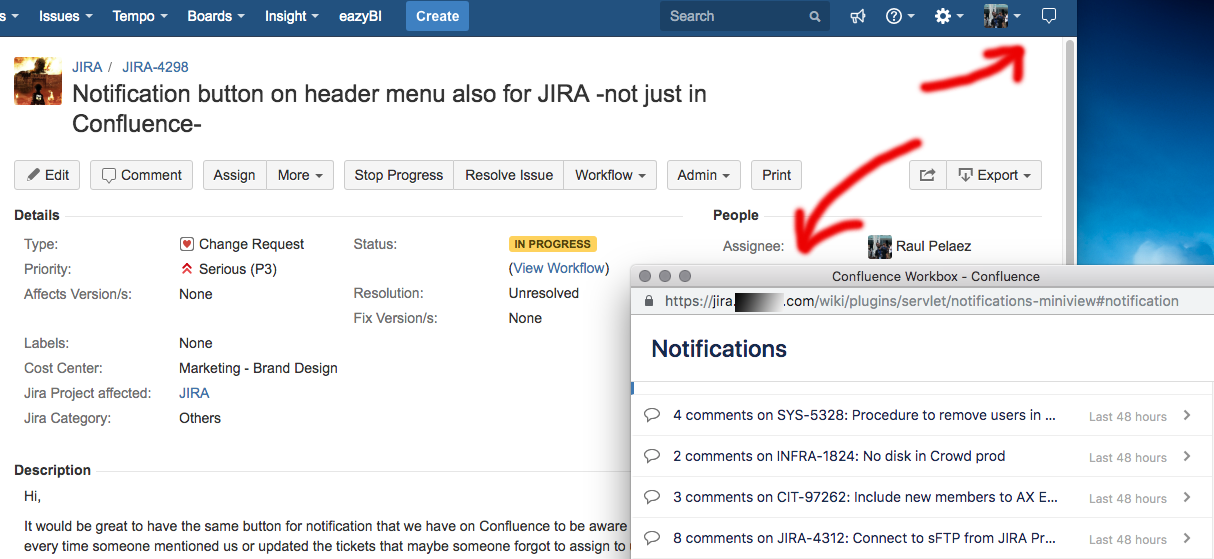 s Issues Tempo Boards Insight eazyBI Create Search
JIRA / JIRA-4298
Notification button on header menu also for JIRA -not just in
Confluence-
Edit Comment Assign More Stop Progress Resolve Issue Workflow Admin Print Export
Details
Type: Change Request
Priority: Serious (P3)
Affects Version/s: None
Status: IN PROGRESS
(View Workflow)
Resolution: Unresolved
Fix Version/s: None
Labels: None
Cost Center: Marketing - Brand Design
Jira Project affected: JIRA
Jira Category: Others
People
Assignee: Raul Pelaez
Description
Hi,
It would be great to have the same button for notification that we have on Confluence to be aware
every time someone mentioned us or updated the tickets that maybe someone forgot to assign to
Confluence Workbox - Confluence
https://jira. .com/wiki/plugins/servlet/notifications-miniview#notification
Notifications
4 comments on SYS-5328: Procedure to remove users in ... Last 48 hours
2 comments on INFRA-1824: No disk in Crowd prod Last 48 hours
3 comments on CIT-97262: Include new members to AX E... Last 48 hours
8 comments on JIRA-4312: Connect to sFTP from JIRA Pr... Last 48 hours